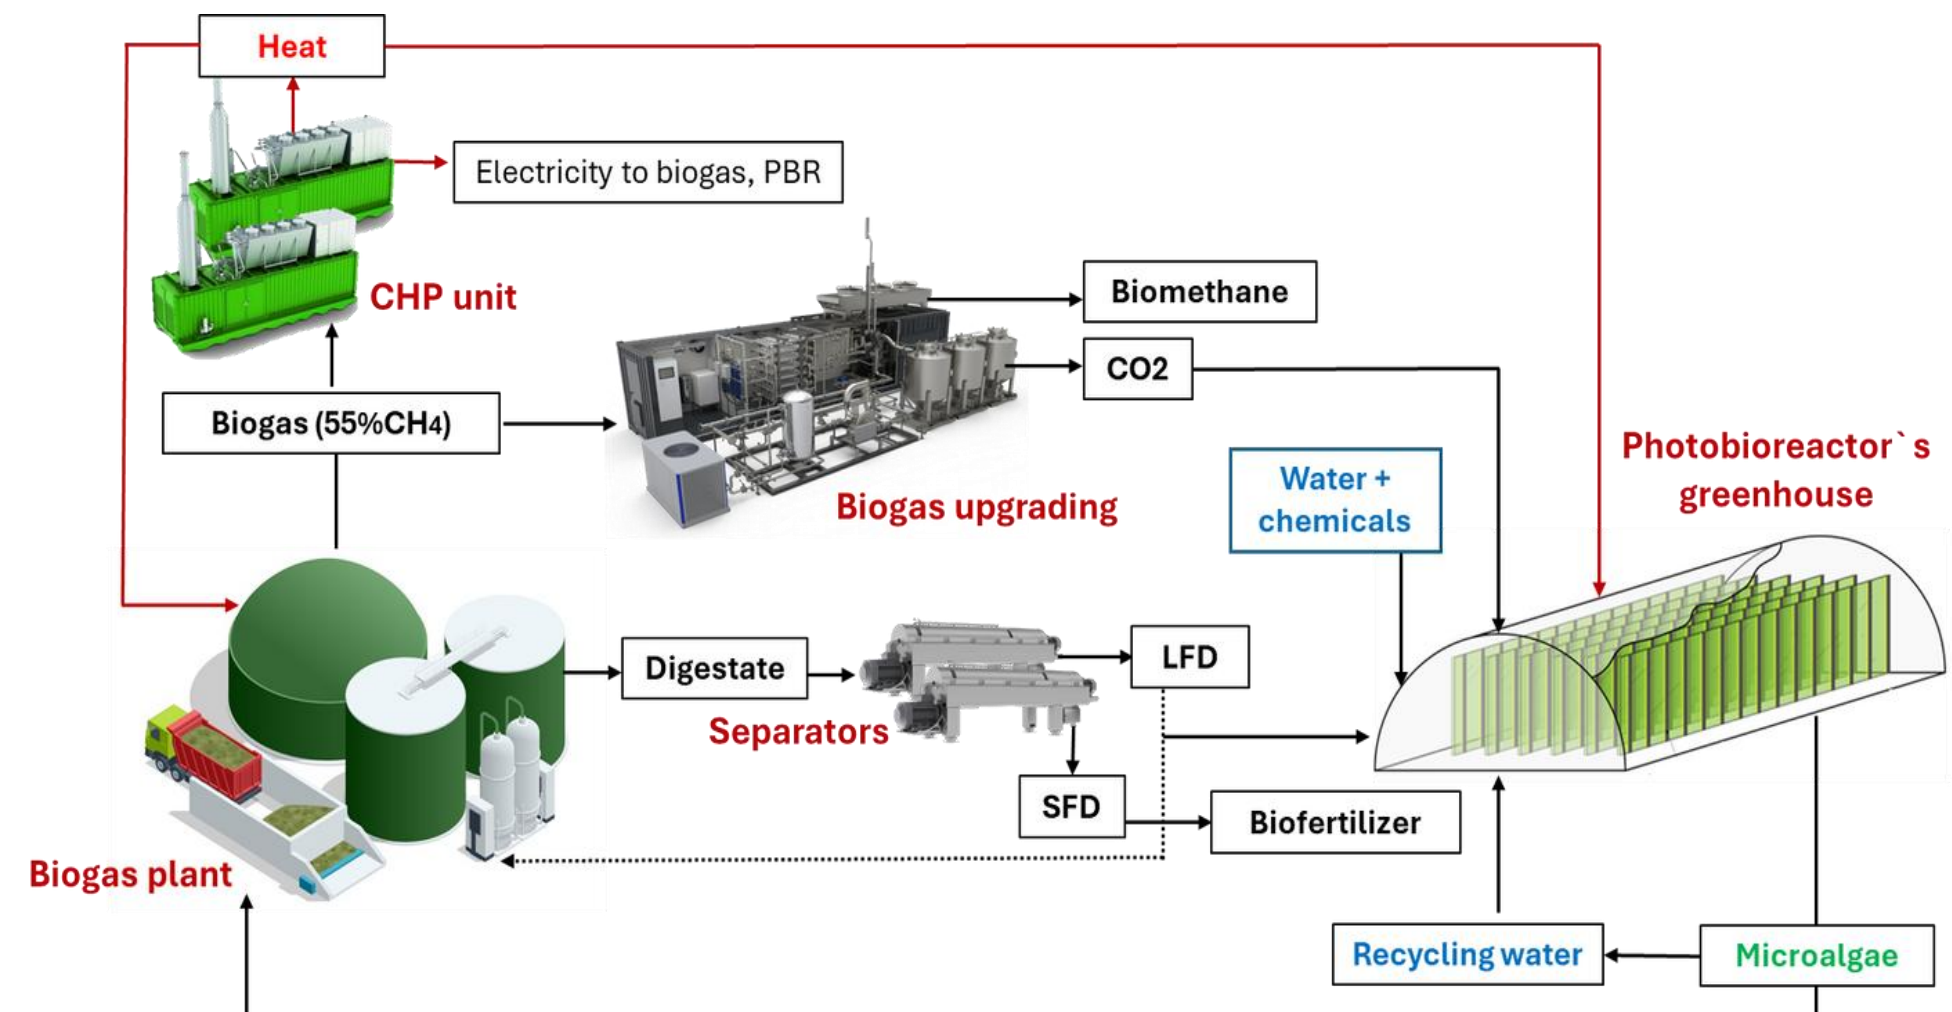 Heat
Electricity to biogas, PBR
CHP unit
Biomethane
CO2
Biogas (55%CH4)
Biogas upgrading
Water +
chemicals
Photobioreactor`s
greenhouse
Digestate
LFD
Separators
SFD
Biofertilizer
Biogas plant
Recycling water
Microalgae